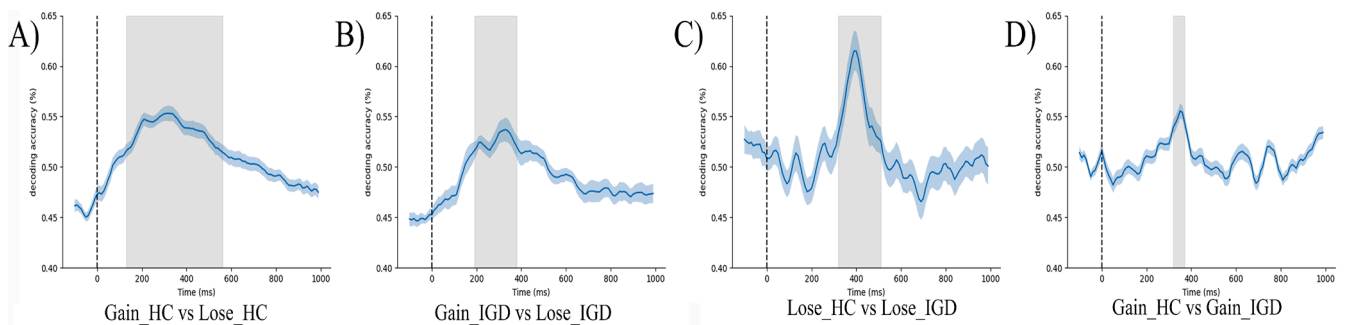 A)
decoding accuracy (%)
0.65
0.60
0.55
0.50
0.45
0.40
0 200 400 600 800 1000
Time (ms)
Gain_HC vs Lose_HC
B)
decoding accuracy (%)
0.65
0.60
0.55
0.50
0.45
0.40
0 200 400 600 800 1000
Time (ms)
Gain_IGD vs Lose_IGD
C)
decoding accuracy (%)
0.65
0.60
0.55
0.50
0.45
0.40
0 200 400 600 800 1000
Time (ms)
Lose_HC vs Lose_IGD
D)
decoding accuracy (%)
0.65
0.60
0.55
0.50
0.45
0.40
0 200 400 600 800 1000
Time (ms)
Gain_HC vs Gain_IGD